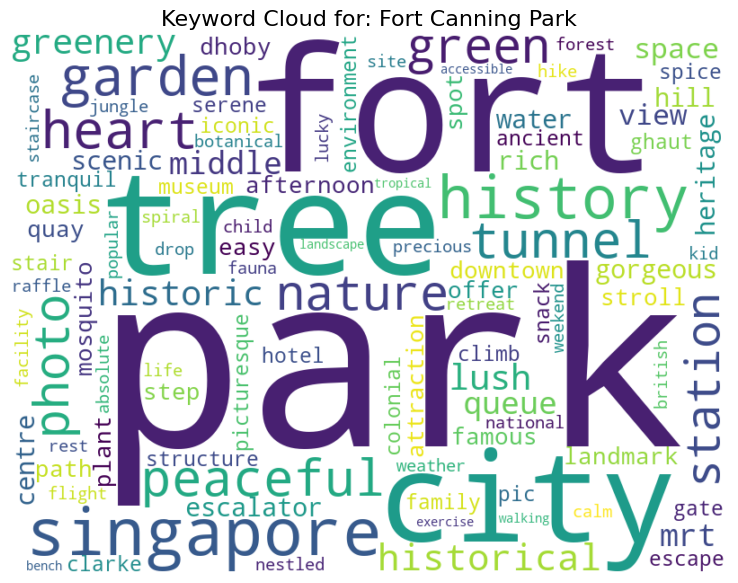 Keyword Cloud for: Fort Canning Park
greenery
dhoby
green
forest
space
site
accessible
hike
spice
garden
fort
environment
spot
hill
staircase
jungle
serene
iconic
lucky
water
view
heart
botanical
ancient
ghaut
scenic
middle
rich
heritage
tranquil
museum
afternoon
tropical
history
oasis
tree
popular
spiral
child
landscape
precious
tunnel
kid
quay
drop
easy
fauna
stair
mosquito
downtown
gorgeous
raffle
historic
nature
offer
retreat
snack
weekend
stroll
photo
park
facility
absolute
life
step
picturesque
hotel
climb
colonial
attraction
lush
british
station
queue
national
centre
rest
plant
structure
famous
landmark
path
peaceful
weather
city
flight
escalator
family
pic
calm
gate
singapore
exercise
walking
mrt
bench
clarke
nestled
historical
escape